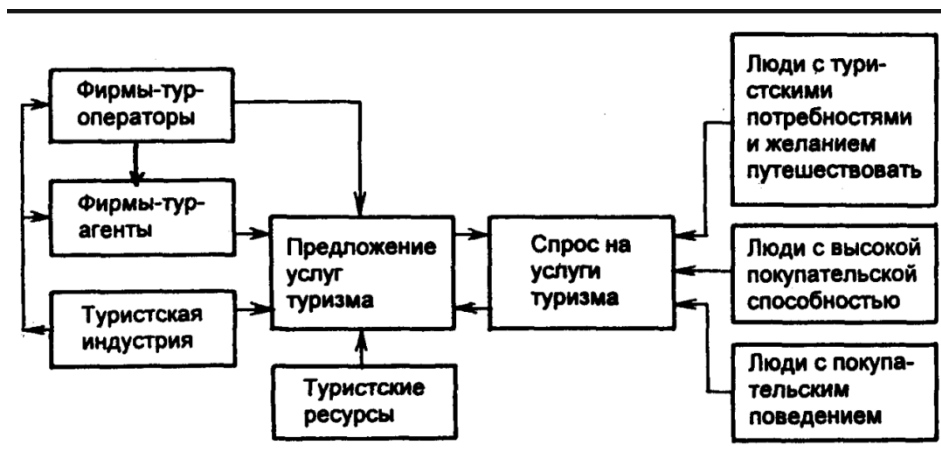 Фирмы-тур-
операторы
Фирмы-тур-
агенты
Туристская
индустрия
Предложение
услуг
туризма
Туристские
ресурсы
Спрос на
услуги
туризма
Люди с тури-
стскими
потребностями
и желанием
путешествовать
Люди с высокой
покупательской
способностью
Люди с покупа-
тельским
поведением